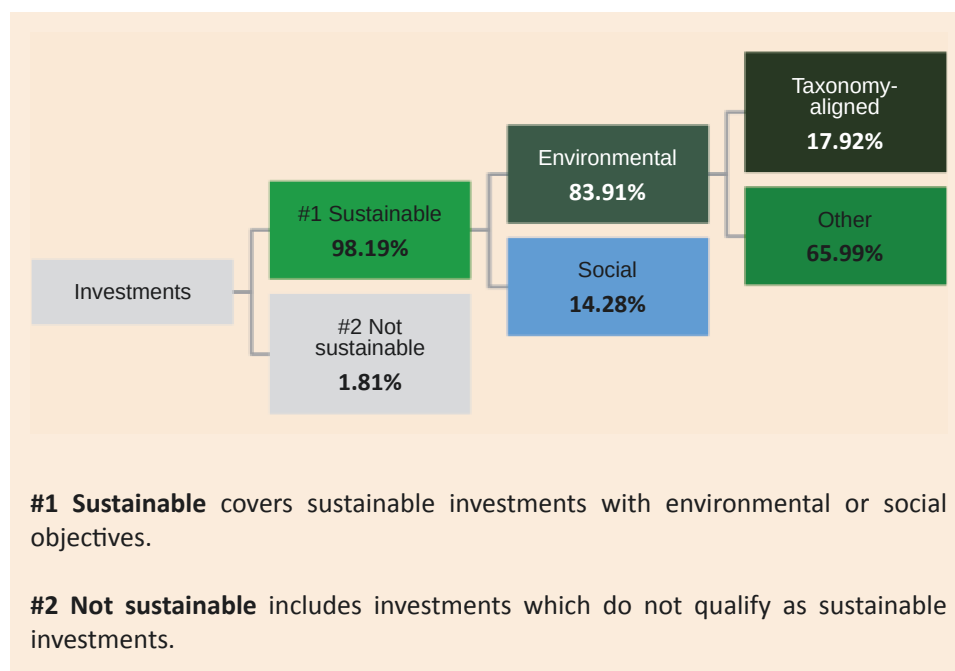 Investments
#1 Sustainable
98.19%
#2 Not
sustainable
1.81%
Environmental
83.91%
Social
14.28%
Taxonomy-
aligned
17.92%
Other
65.99%
#1 Sustainable covers sustainable investments with environmental or social
objectives.
#2 Not sustainable includes investments which do not qualify as sustainable
investments.